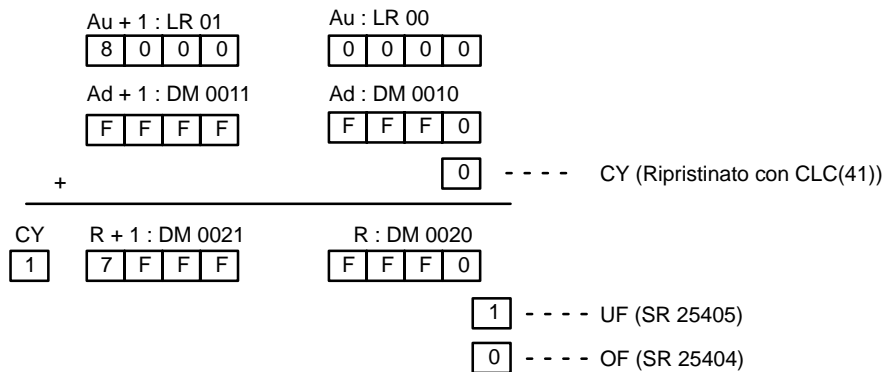 Au + 1 : LR 01 Au : LR 00
8 0 0 0 0 0 0 0
Ad + 1 : DM 0011 Ad : DM 0010
F F F F F F F 0
+ 0 - - - - CY (Ripristinato con CLC(41))
CY R + 1 : DM 0021 R : DM 0020
1 7 F F F F F F 0
1 - - - - UF (SR 25405)
0 - - - - OF (SR 25404)